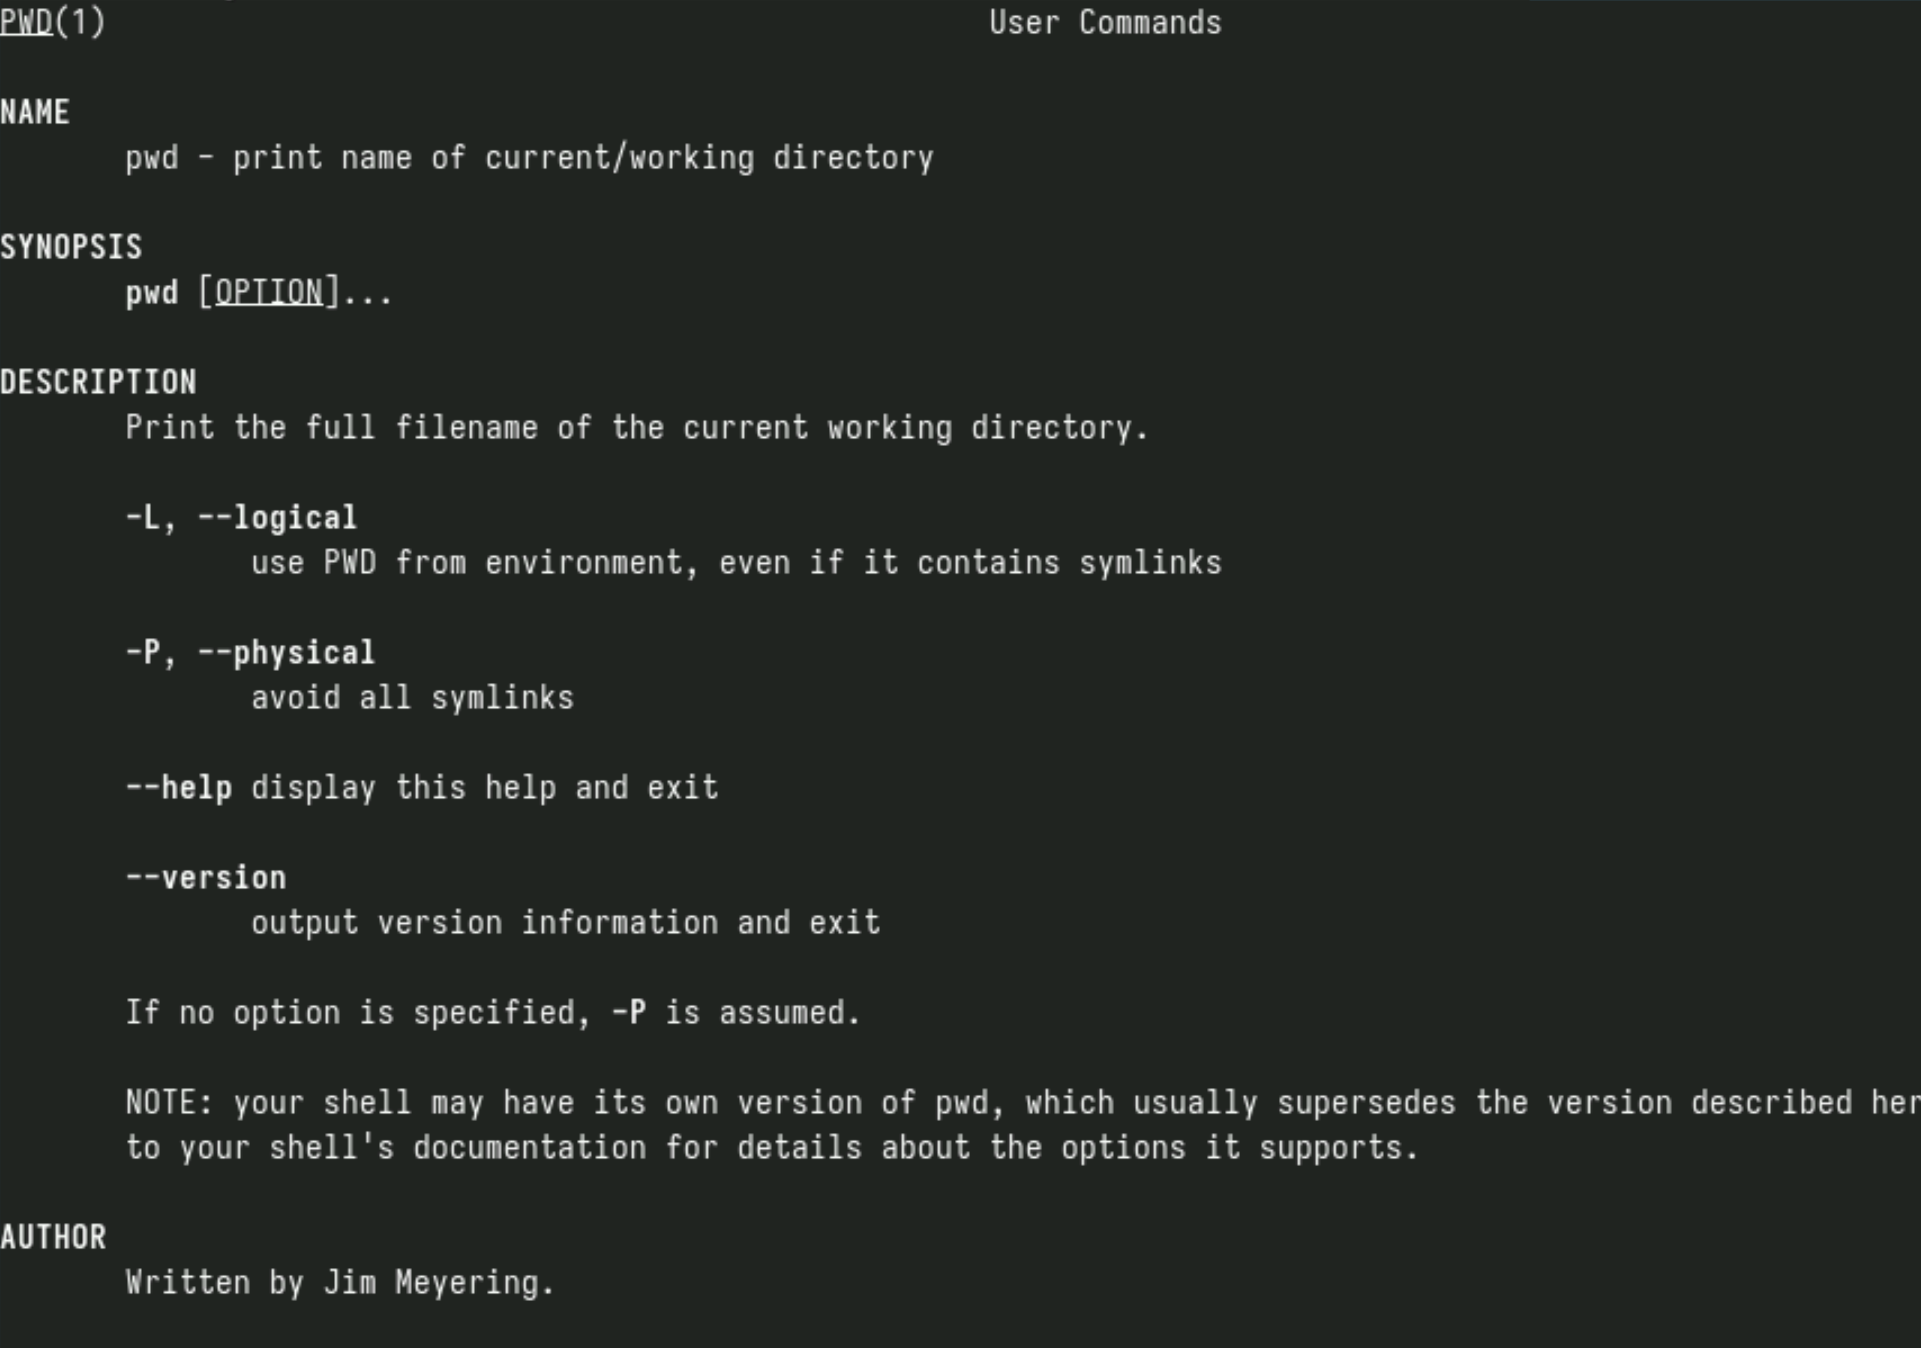 PWD(1) User Commands
NAME
pwd - print name of current/working directory
SYNOPSIS
pwd [OPTION]...
DESCRIPTION
Print the full filename of the current working directory.
-L, --logical
use PWD from environment, even if it contains symlinks
-P, --physical
avoid all symlinks
--help display this help and exit
--version
output version information and exit
If no option is specified, -P is assumed.
NOTE: your shell may have its own version of pwd, which usually supersedes the version described her
to your shell's documentation for details about the options it supports.
AUTHOR
Written by Jim Meyering.